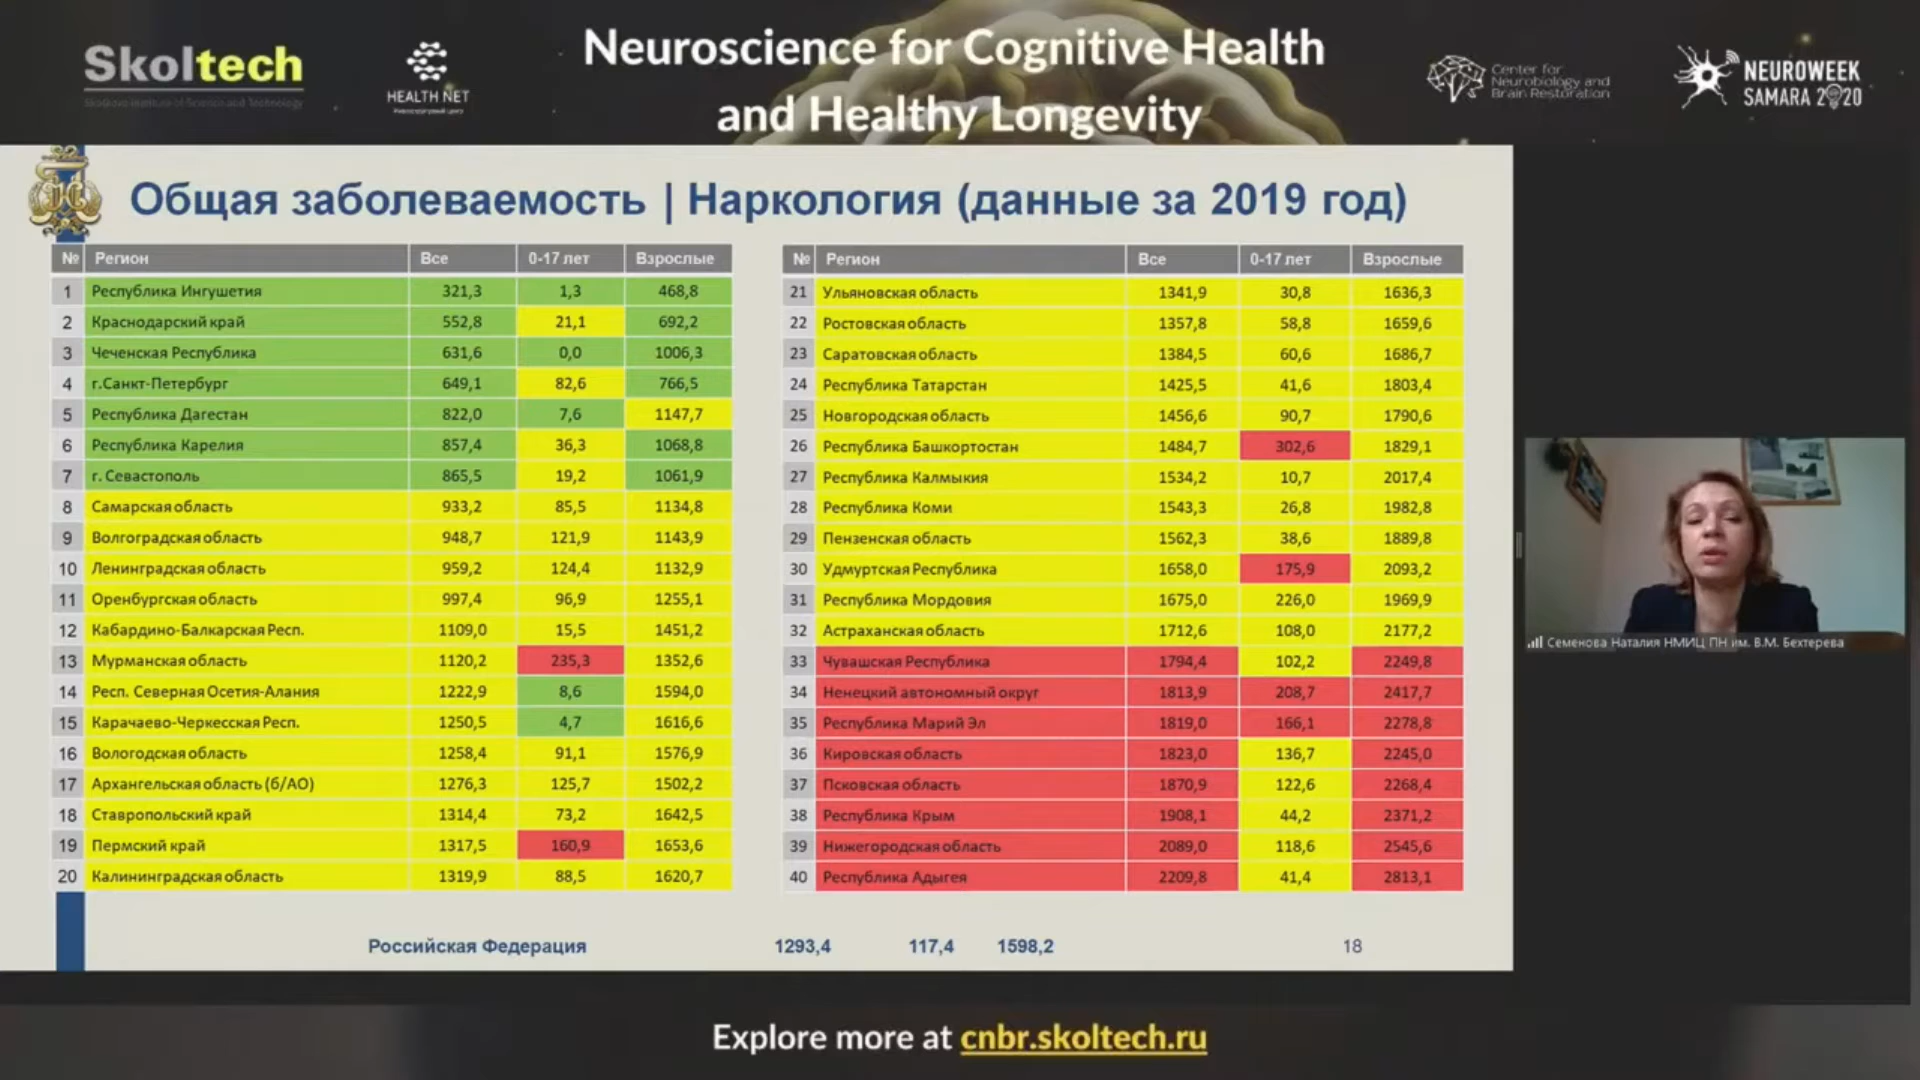 Skoltech
Skolkovo Institute of Science and Technology
HEALTH NET
Neuroscience for Cognitive Health
and Healthy Longevity
Center for
Neurobiology and
Brain Restoration
NEUROWEEK
SAMARA 2020
Общая заболеваемость | Наркология (данные за 2019 год)
№ Регион Все 0-17 лет Взрослые
1 Республика Ингушетия 321,3 1,3 468,8
2 Краснодарский край 552,8 21,1 692,2
3 Чеченская Республика 631,6 0,0 1006,3
4 г.Санкт-Петербург 649,1 82,6 766,5
5 Республика Дагестан 822,0 7,6 1147,7
6 Республика Карелия 857,4 36,3 1068,8
7 г. Севастополь 865,5 19,2 1061,9
8 Самарская область 933,2 85,5 1134,8
9 Волгоградская область 948,7 121,9 1143,9
10 Ленинградская область 959,2 124,4 1132,9
11 Оренбургская область 997,4 96,9 1255,1
12 Кабардино-Балкарская Респ. 1109,0 15,5 1451,2
13 Мурманская область 1120,2 235,3 1352,6
14 Респ. Северная Осетия-Алания 1222,9 8,6 1594,0
15 Карачаево-Черкесская Респ. 1250,5 4,7 1616,6
16 Вологодская область 1258,4 91,1 1576,9
17 Архангельская область (б/АО) 1276,3 125,7 1502,2
18 Ставропольский край 1314,4 73,2 1642,5
19 Пермский край 1317,5 160,9 1653,6
20 Калининградская область 1319,9 88,5 1620,7
№ Регион Все 0-17 лет Взрослые
21 Ульяновская область 1341,9 30,8 1636,3
22 Ростовская область 1357,8 58,8 1659,6
23 Саратовская область 1384,5 60,6 1686,7
24 Республика Татарстан 1425,5 41,6 1803,4
25 Новгородская область 1456,6 90,7 1790,6
26 Республика Башкортостан 1484,7 302,6 1829,1
27 Республика Калмыкия 1534,2 10,7 2017,4
28 Республика Коми 1543,3 26,8 1982,8
29 Пензенская область 1562,3 38,6 1889,8
30 Удмуртская Республика 1658,0 175,9 2093,2
31 Республика Мордовия 1675,0 226,0 1969,9
32 Астраханская область 1712,6 108,0 2177,2
33 Чувашская Республика 1794,4 102,2 2249,8
34 Ненецкий автономный округ 1813,9 208,7 2417,7
35 Республика Марий Эл 1819,0 166,1 2278,8
36 Кировская область 1823,0 136,7 2245,0
37 Псковская область 1870,9 122,6 2268,4
38 Республика Крым 1908,1 44,2 2371,2
39 Нижегородская область 2089,0 118,6 2545,6
40 Республика Адыгея 2209,8 41,4 2813,1
Российская Федерация 1293,4 117,4 1598,2
18
Семенова Наталия НМИЦ ПН им. В.М. Бехтерева
Explore more at cnbr.skoltech.ru